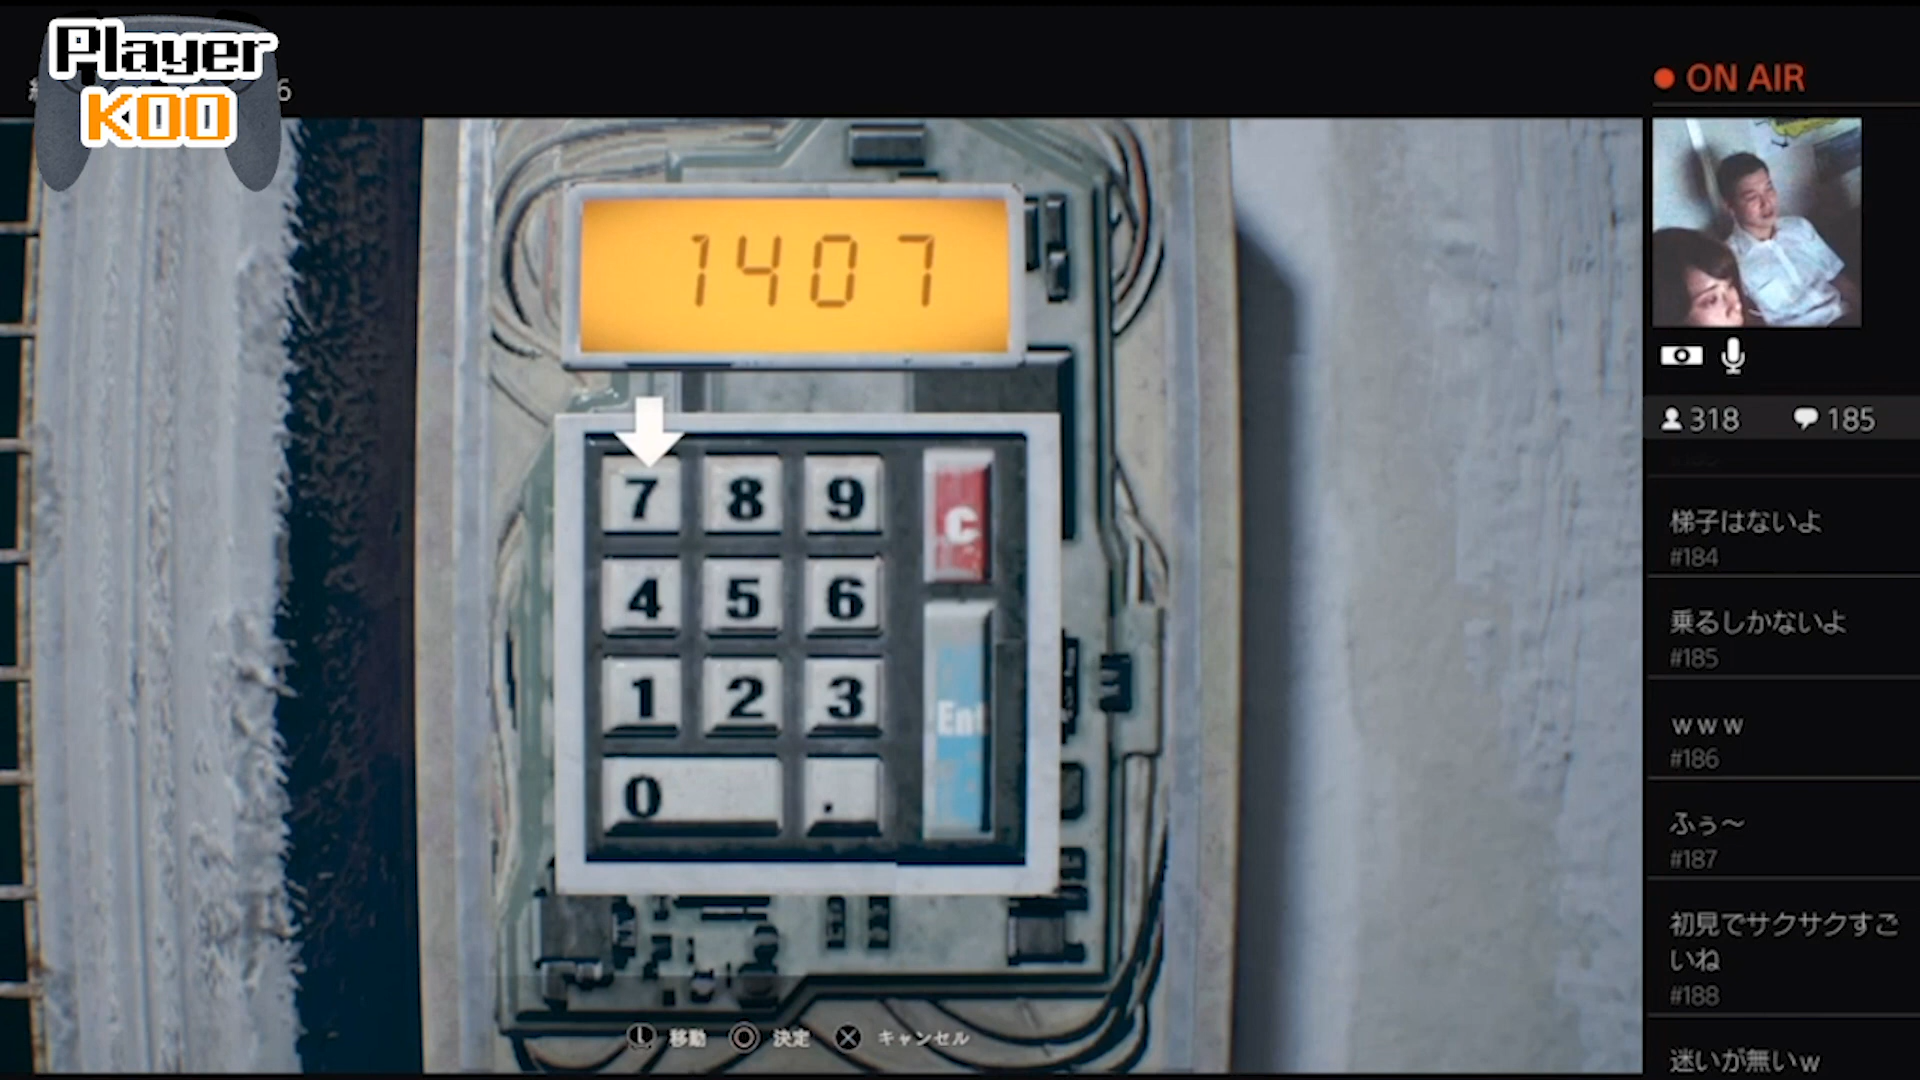 Player
KOO
6
ON AIR
1407
318 185
7 8 9 C
4 5 6
1 2 3 Ent
0 .
梯子はないよ
#184
乗るしかないよ
#185
ｗｗｗ
#186
ふぅ～
#187
初見でサクサクすご
いね
#188
迷いが無いw
L 移動 決定 キャンセル